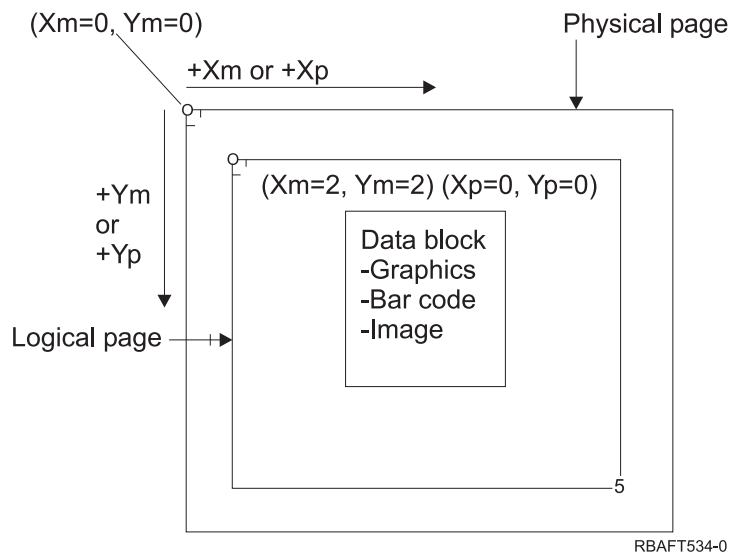 (Xm=0, Ym=0)
Physical page
+Xm or +Xp
+Ym
or
+Yp
(Xm=2, Ym=2) (Xp=0, Yp=0)
Data block
-Graphics
-Bar code
-Image
Logical page
5
RBAFT534-0